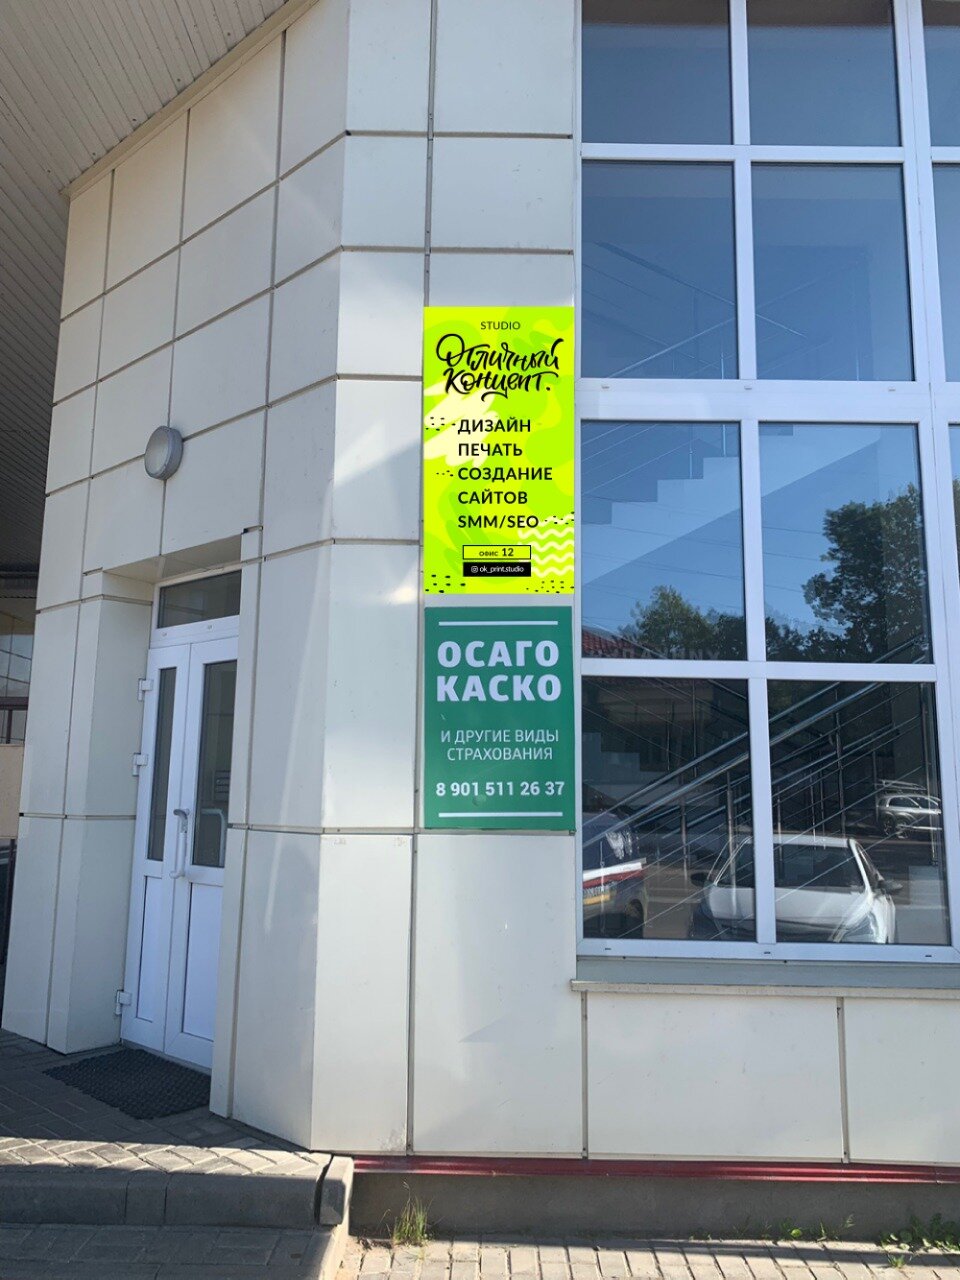 STUDIO
Отличный
Концепт.
ДИЗАЙН
ПЕЧАТЬ
СОЗДАНИЕ
САЙТОВ
SMM/SEO
ОФИС 12
ok_print.studio
ОСАГО
КАСКО
И ДРУГИЕ ВИДЫ
СТРАХОВАНИЯ
8 901 511 26 37